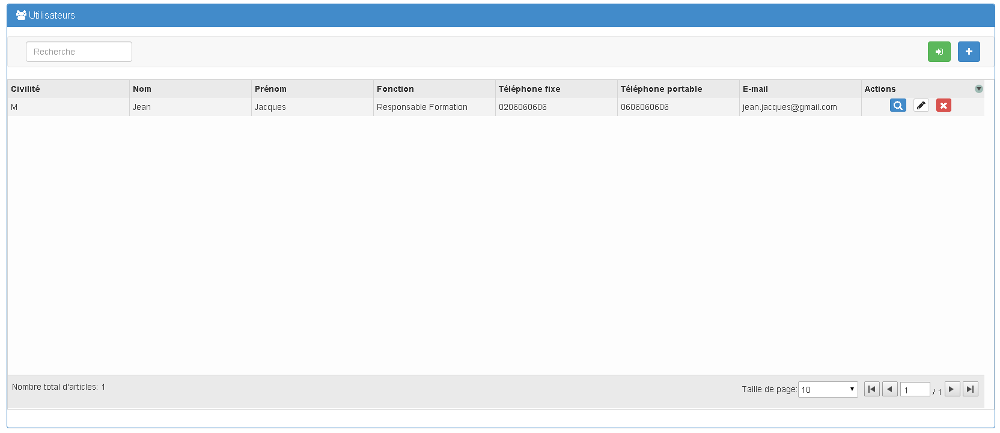 Utilisateurs
Recherche
Civilité Nom Prénom Fonction Téléphone fixe Téléphone portable E-mail Actions
M Jean Jacques Responsable Formation 0206060606 0606060606 jean.jacques@gmail.com
Nombre total d'articles: 1 Taille de page: 10 1 / 1